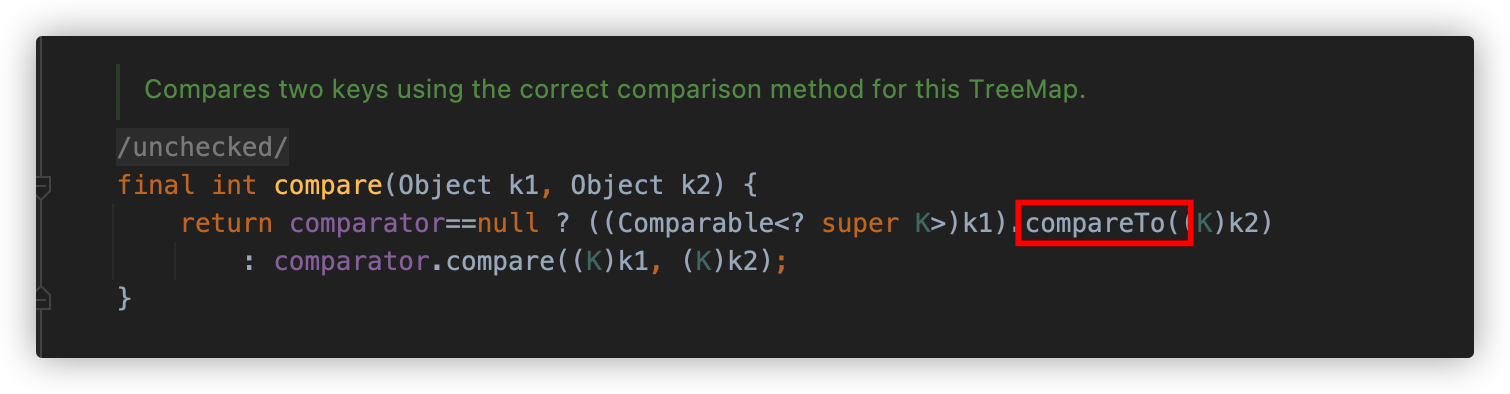 Compares two keys using the correct comparison method for this TreeMap.
/unchecked/
final int compare(Object k1, Object k2) {
return comparator==null ? ((Comparable<? super K>)k1).compareTo((K)k2)
: comparator.compare((K)k1, (K)k2);
}